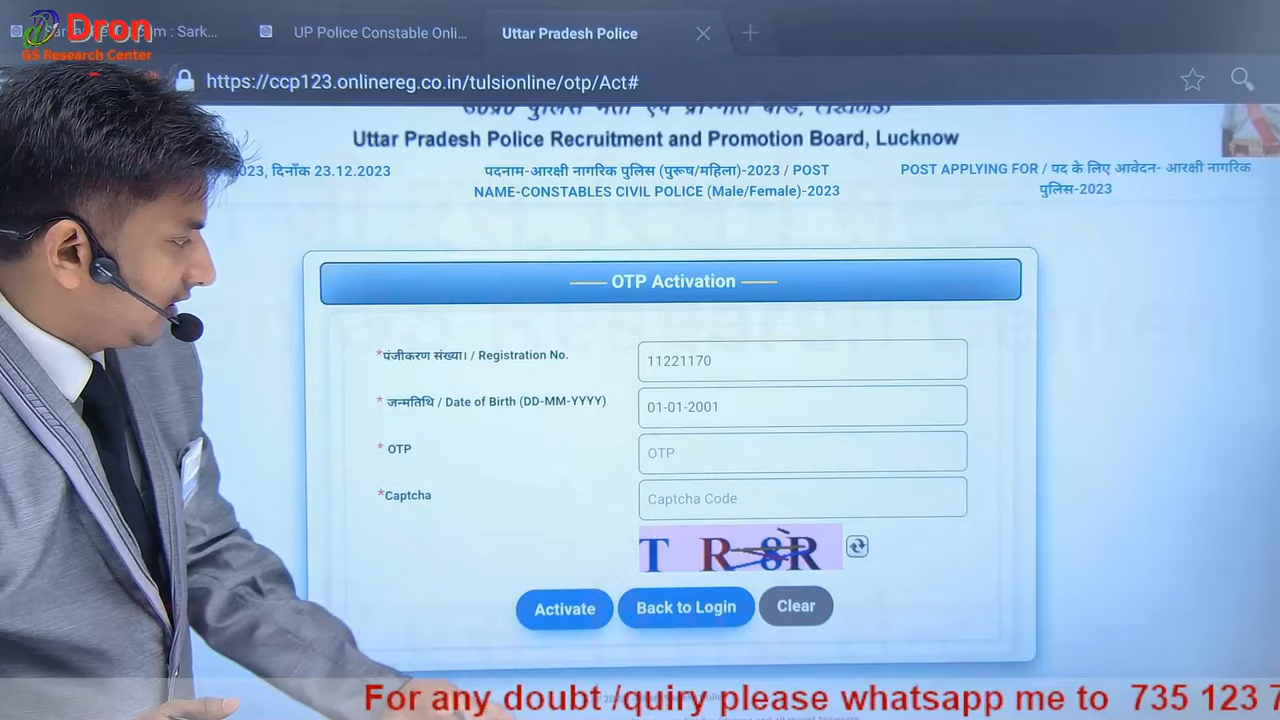 Dron
GS Research Center
UP Police Constable Onli...
Uttar Pradesh Police
https://ccp123.onlinereg.co.in/tulsionline/otp/Act#
Uttar Pradesh Police Recruitment and Promotion Board, Lucknow
023, दिनाँक 23.12.2023
पदनाम-आरक्षी नागरिक पुलिस (पुरूष/महिला)-2023 / POST
NAME-CONSTABLES CIVIL POLICE (Male/Female)-2023
POST APPLYING FOR / पद के लिए आवेदन- आरक्षी नागरिक
पुलिस-2023
OTP Activation
*पंजीकरण संख्या। / Registration No.
11221170
* जन्मतिथि / Date of Birth (DD-MM-YYYY)
01-01-2001
* OTP
OTP
*Captcha
Captcha Code
T R8R
Activate
Back to Login
Clear
For any doubt /quiry please whatsapp me to 735 123 7